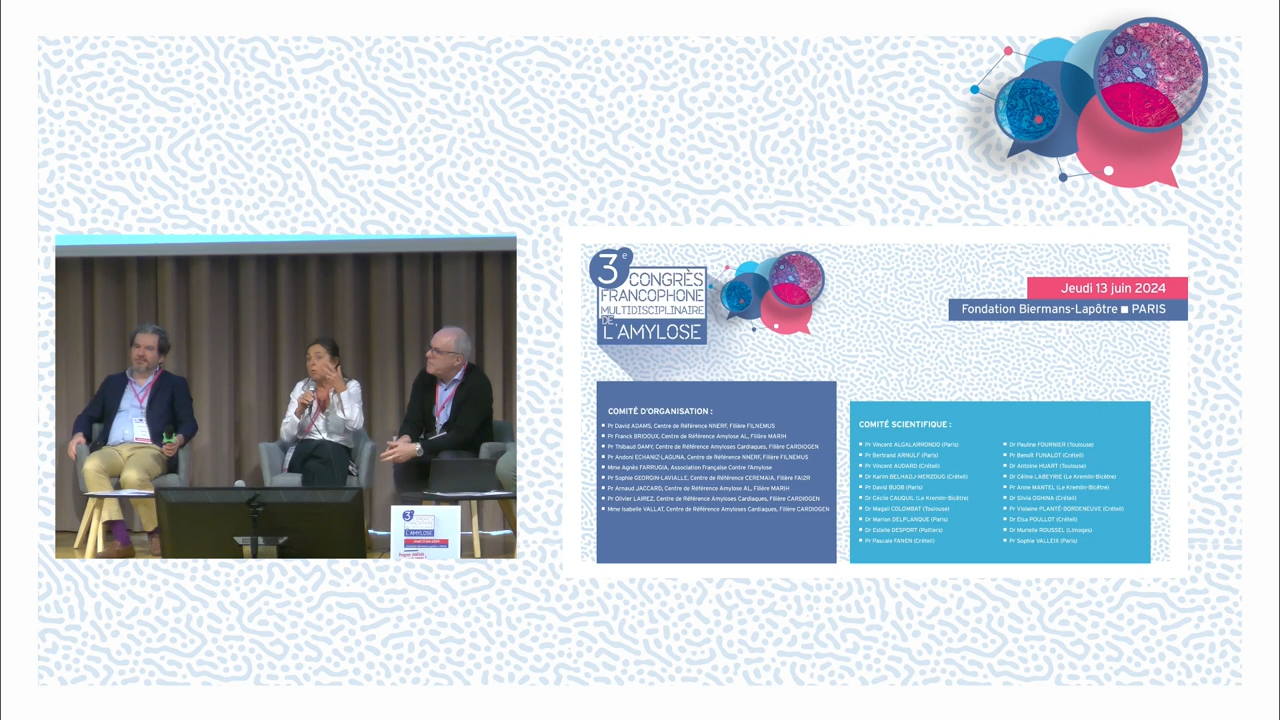 3e
CONGRÈS
FRANCOPHONE
MULTIDISCIPLINAIRE
DE
L'AMYLOSE
Jeudi 13 juin 2024
Fondation Biermans-Lapôtre ■ PARIS
COMITÉ D'ORGANISATION :
■ Pr David ADAMS, Centre de Référence NNERF, Filière FILNEMUS
■ Pr Franck BRIDOUX, Centre de Référence Amylose AL, Filière MARIH
■ Pr Thibaud DAMY, Centre de Référence Amyloses Cardiaques, Filière CARDIOGEN
■ Pr Andoni ECHANIZ-LAGUNA, Centre de Référence NNERF, Filière FILNEMUS
■ Mme Agnès FARRUGIA, Association Française Contre l'Amylose
■ Pr Sophie GEORGIN-LAVIALLE, Centre de Référence CEREMAIA, Filière FAI2R
■ Pr Arnaud JACCARD, Centre de Référence Amylose AL, Filière MARIH
■ Pr Olivier LAIREZ, Centre de Référence Amyloses Cardiaques, Filière CARDIOGEN
■ Mme Isabelle VALLAT, Centre de Référence Amyloses Cardiaques, Filière CARDIOGEN
COMITÉ SCIENTIFIQUE :
■ Pr Vincent ALGALARRONDO (Paris)
■ Pr Bertrand ARNULF (Paris)
■ Pr Vincent AUDARD (Créteil)
■ Dr Karim BELHADJ-MERZOUG (Créteil)
■ Pr David BUOB (Paris)
■ Dr Cécile CAUQUIL (Le Kremlin-Bicêtre)
■ Dr Magali COLOMBAT (Toulouse)
■ Dr Marion DELPLANQUE (Paris)
■ Dr Estelle DESPORT (Poitiers)
■ Pr Pascale FANEN (Créteil)
■ Dr Pauline FOURNIER (Toulouse)
■ Pr Benoît FUNALOT (Créteil)
■ Dr Antoine HUART (Toulouse)
■ Dr Céline LABEYRIE (Le Kremlin-Bicêtre)
■ Pr Anne MANTEL (Le Kremlin-Bicêtre)
■ Dr Silvia OGHINA (Créteil)
■ Pr Violaine PLANTÉ-BORDENEUVE (Créteil)
■ Dr Elsa POULLOT (Créteil)
■ Dr Murielle ROUSSEL (Limoges)
■ Pr Sophie VALLEIX (Paris)
3e
L'AMYLOSE
Jeudi 13 juin 2024